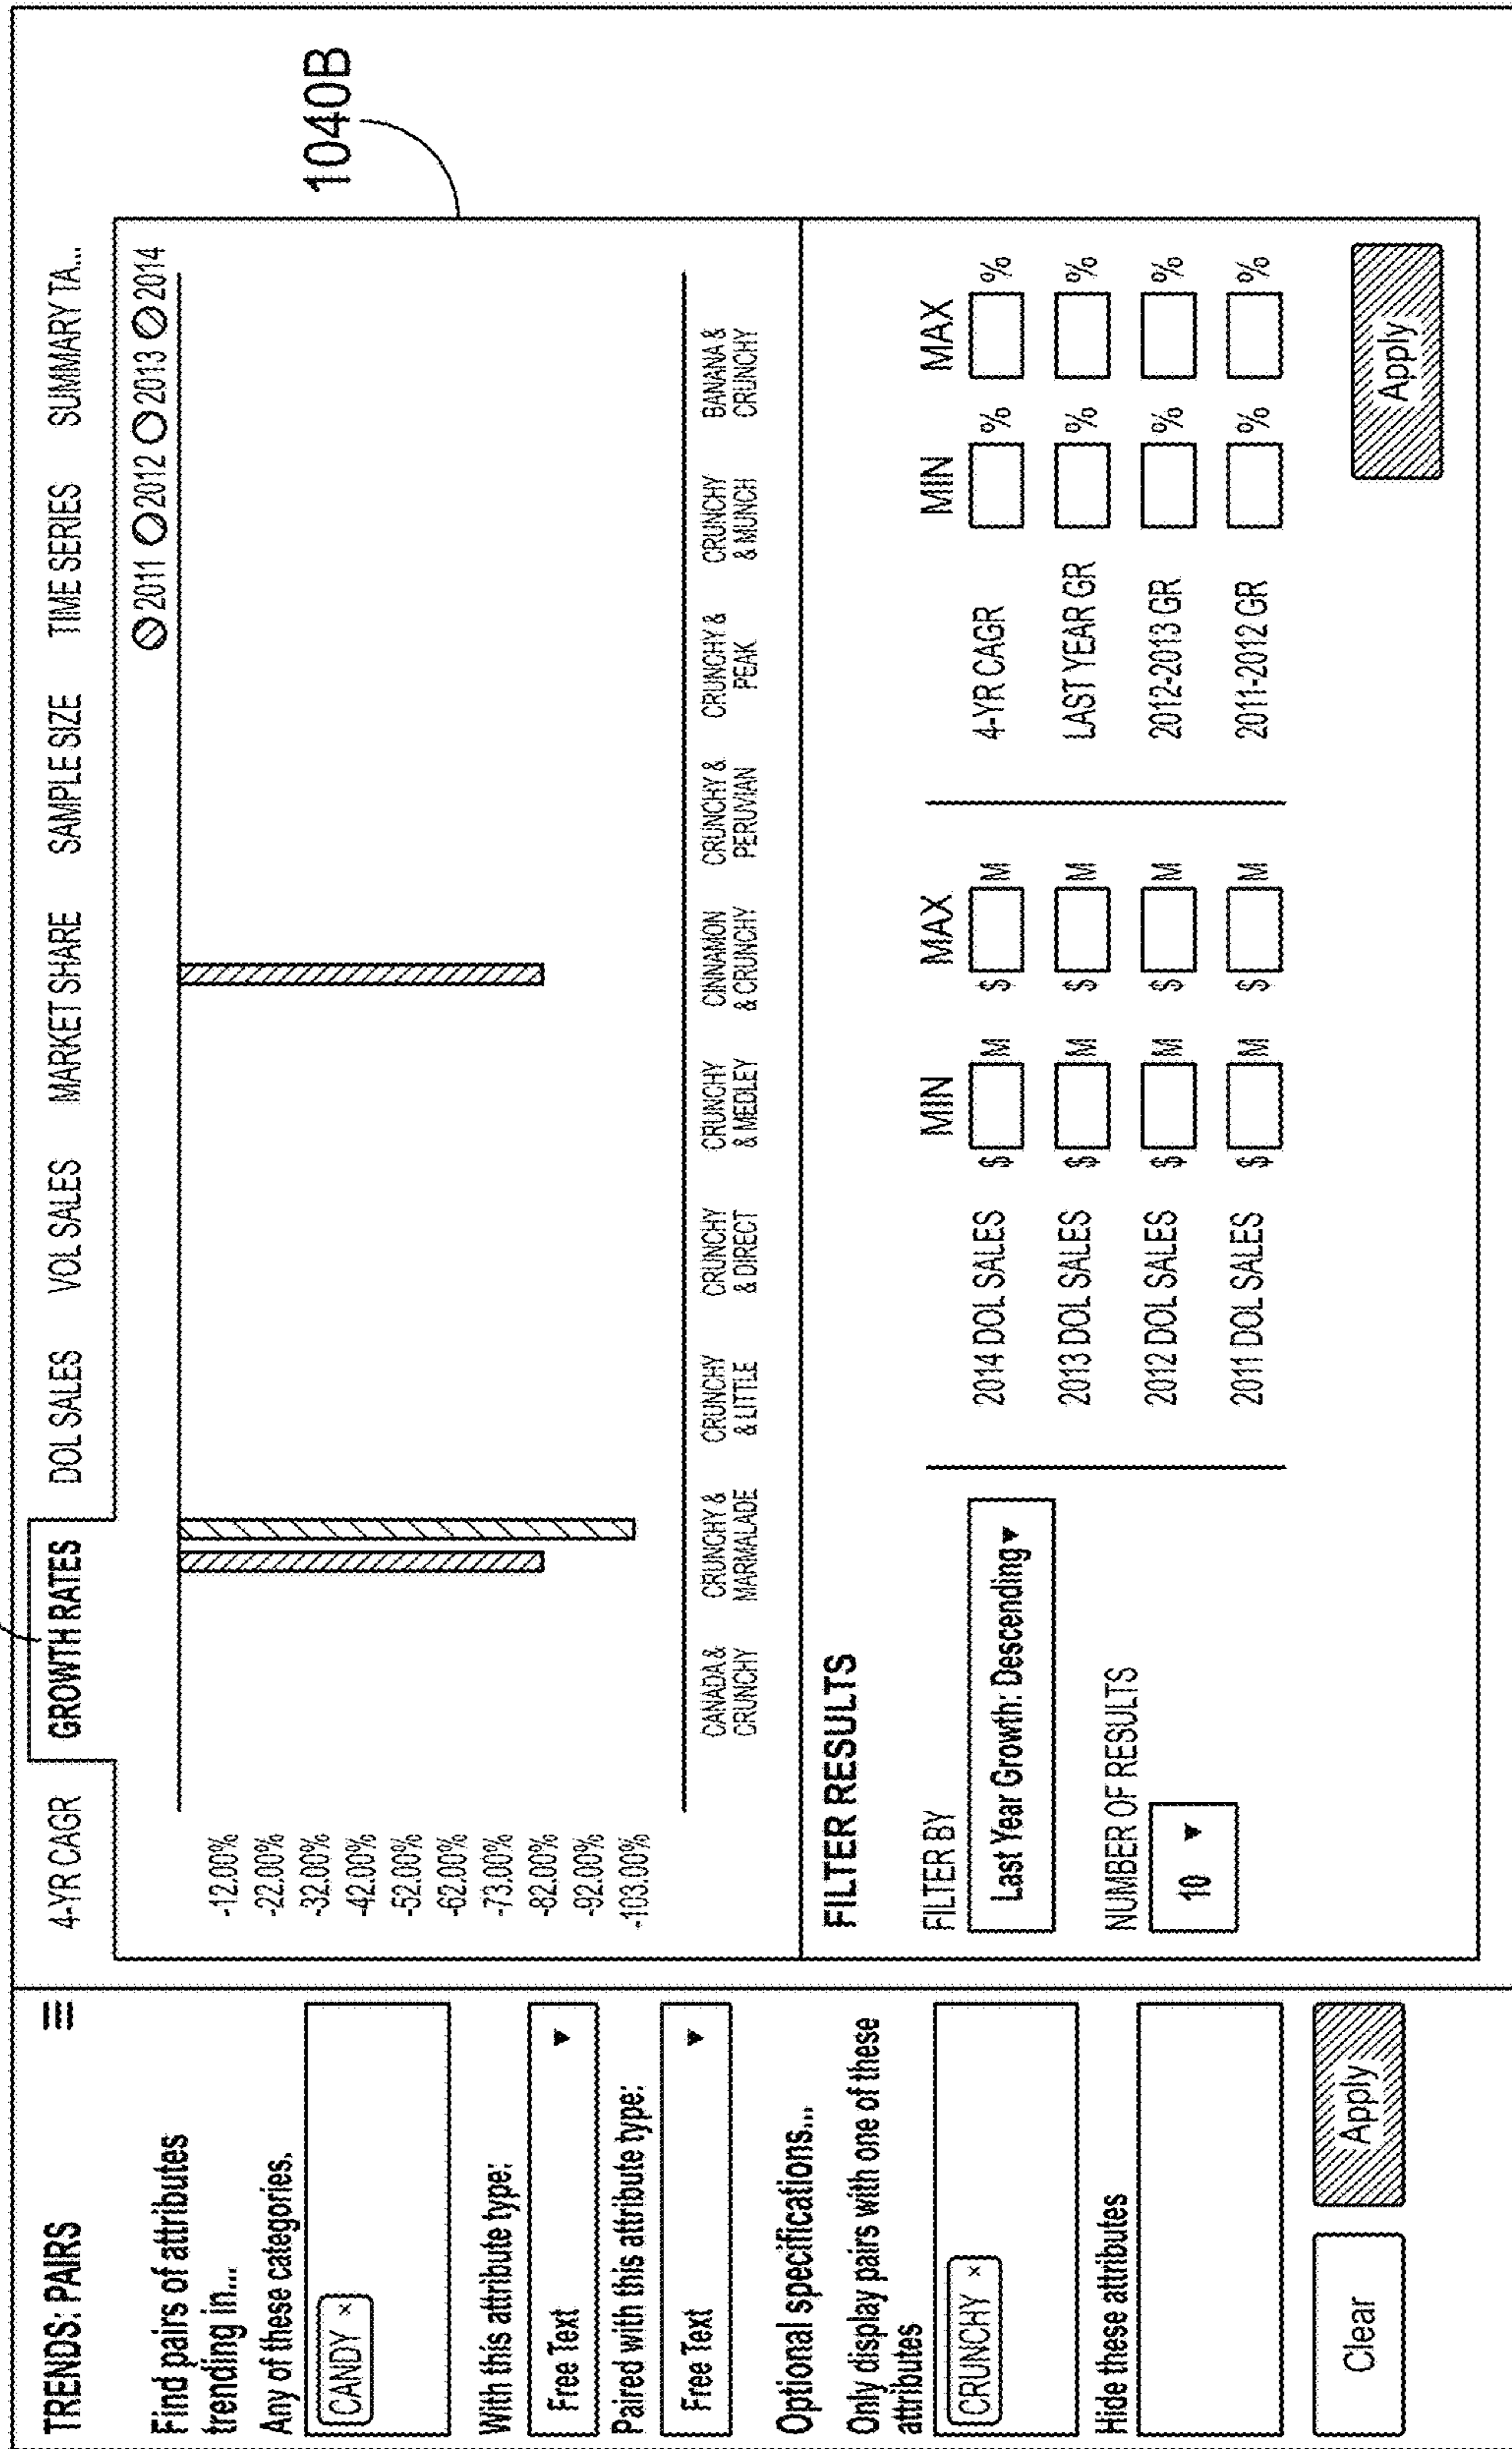 TRENDS: PAIRS
Find pairs of attributes
trending in...
Any of these categories.
CANDY ×
With this attribute type:
Free Text ▼
Paired with this attribute type:
Free Text ▼
Optional specifications...
Only display pairs with one of these
attributes
CRUNCHY ×
Hide these attributes
Clear Apply
4-YR CAGR GROWTH RATES DOL SALES VOL SALES MARKET SHARE SAMPLE SIZE TIME SERIES SUMMARY TA...
2011 2012 2013 2014
1040B
-12.00%
-22.00%
-32.00%
-42.00%
-52.00%
-62.00%
-73.00%
-82.00%
-92.00%
-103.00%
CANADA &
CRUNCHY
CRUNCHY &
MARMALADE
CRUNCHY
& LITTLE
CRUNCHY
& DIRECT
CRUNCHY
& MEDLEY
CINNAMON
& CRUNCHY
CRUNCHY &
PERUVIAN
CRUNCHY &
PEAK
CRUNCHY
& MUNCH
BANANA &
CRUNCHY
FILTER RESULTS
FILTER BY
Last Year Growth: Descending ▼
NUMBER OF RESULTS
10 ▼
MIN MAX
2014 DOL SALES $ M $ M
2013 DOL SALES $ M $ M
2012 DOL SALES $ M $ M
2011 DOL SALES $ M $ M
MIN MAX
4-YR CAGR % %
LAST YEAR GR % %
2012-2013 GR % %
2011-2012 GR % %
Apply